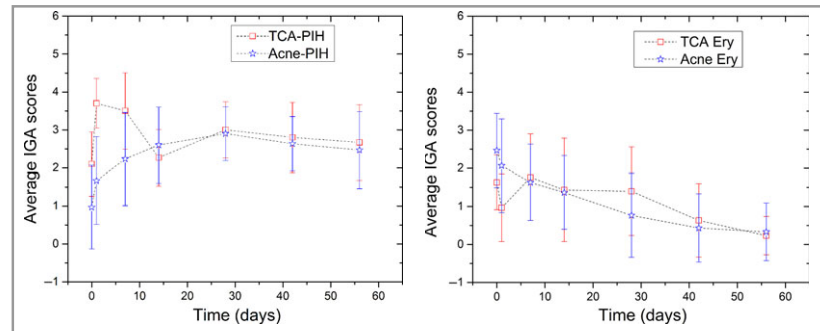 6
5
4
3
2
1
0
–1
Average IGA scores
TCA-PIH
Acne-PIH
0 10 20 30 40 50 60
Time (days)
6
5
4
3
2
1
0
–1
Average IGA scores
TCA Ery
Acne Ery
0 10 20 30 40 50 60
Time (days)